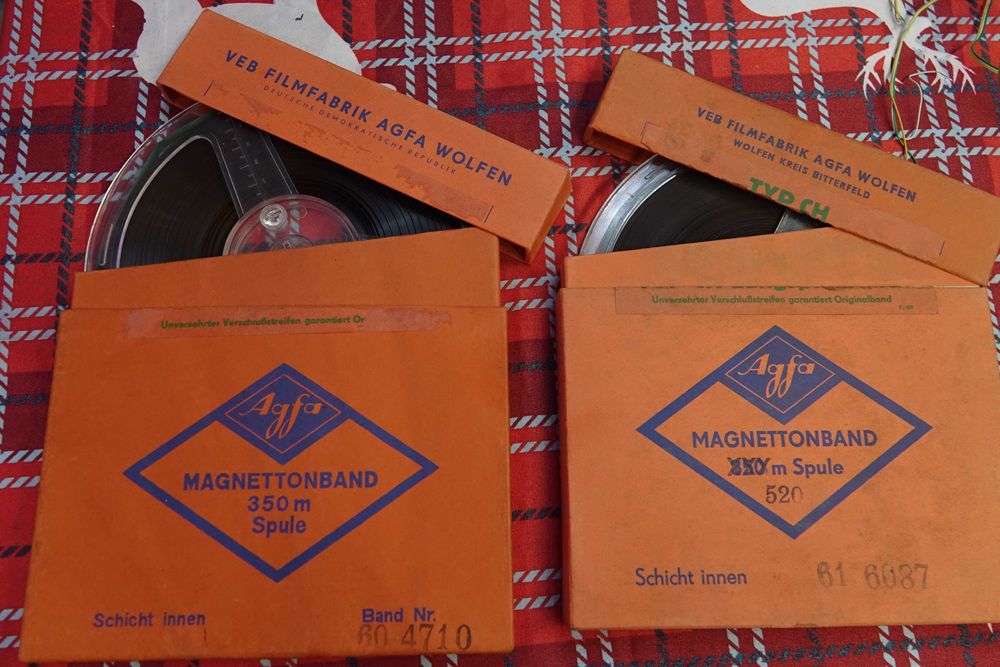 VEB FILMFABRIK AGFA WOLFEN
DEUTSCHE DEMOKRATISCHE REPUBLIK
Unversehrter Verschlußstreifen garantiert Or
Agfa
MAGNETTONBAND
350 m
Spule
Schicht innen
Band Nr.
60 4710
VEB FILMFABRIK AGFA WOLFEN
WOLFEN KREIS BITTERFELD
TYP CH
Unversehrter Verschlußstreifen garantiert Originalband
Agfa
MAGNETTONBAND
m Spule
520
Schicht innen
61 6087